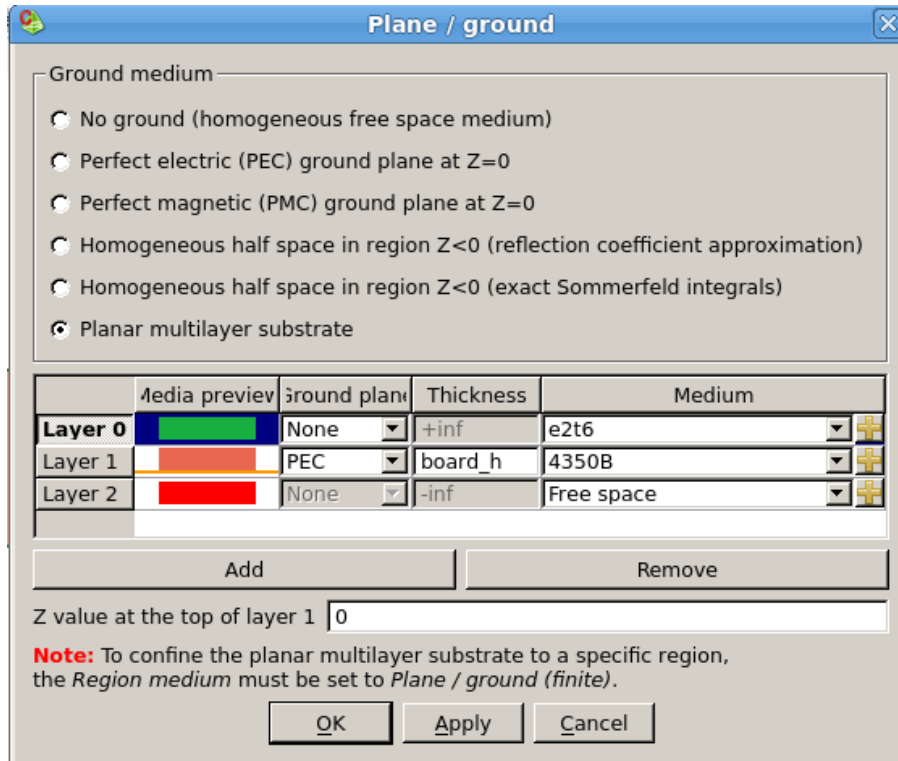 Plane / ground
Ground medium
No ground (homogeneous free space medium)
Perfect electric (PEC) ground plane at Z=0
Perfect magnetic (PMC) ground plane at Z=0
Homogeneous half space in region Z<0 (reflection coefficient approximation)
Homogeneous half space in region Z<0 (exact Sommerfeld integrals)
Planar multilayer substrate
Media preview Ground plane Thickness Medium
Layer 0 None +inf e2t6
Layer 1 PEC board_h 4350B
Layer 2 None -inf Free space
Add Remove
Z value at the top of layer 1 0
Note: To confine the planar multilayer substrate to a specific region,
the Region medium must be set to Plane / ground (finite).
OK Apply Cancel